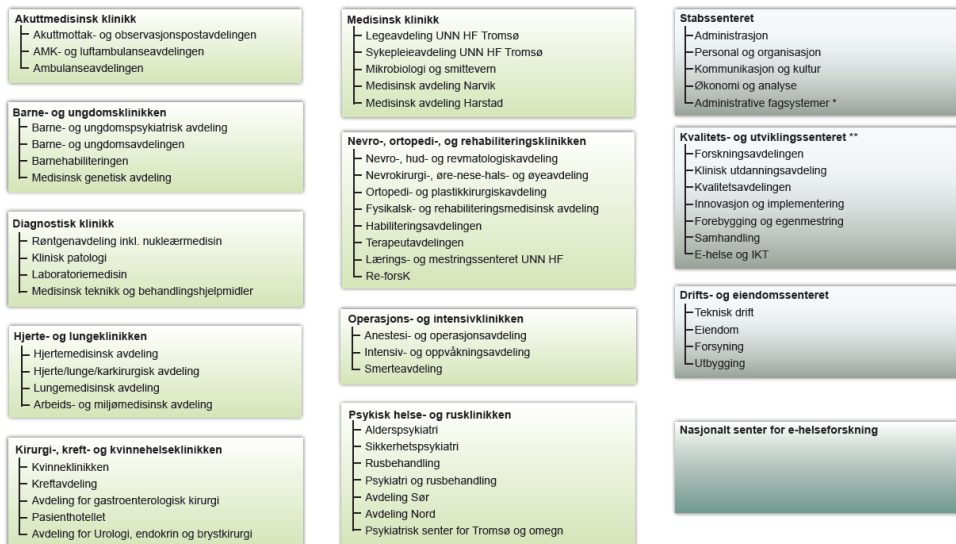 Akuttmedisinsk klinikk
Akuttmottak- og observasjonspostavdelingen
AMK- og luftambulanseavdelingen
Ambulanseavdelingen
Barne- og ungdomsklinikken
Barne- og ungdomspsykiatrisk avdeling
Barne- og ungdomsavdelingen
Barnehabiliteringen
Medisinsk genetisk avdeling
Diagnostisk klinikk
Røntgenavdeling inkl. nukleærmedisin
Klinisk patologi
Laboratoriemedisin
Medisinsk teknikk og behandlingshjelpmidler
Hjerte- og lungeklinikken
Hjertemedisinsk avdeling
Hjerte/lunge/karkirurgisk avdeling
Lungemedisinsk avdeling
Arbeids- og miljømedisinsk avdeling
Kirurgi-, kreft- og kvinnehelseklinikken
Kvinneklinikken
Kreftavdeling
Avdeling for gastroenterologisk kirurgi
Pasienthotellet
Avdeling for Urologi, endokrin og brystkirurgi
Medisinsk klinikk
Legeavdeling UNN HF Tromsø
Sykepleieavdeling UNN HF Tromsø
Mikrobiologi og smittevern
Medisinsk avdeling Narvik
Medisinsk avdeling Harstad
Nevro-, ortopedi-, og rehabiliteringsklinikken
Nevro-, hud- og revmatologiskavdeling
Nevrokirurgi-, øre-nese-hals- og øyeavdeling
Ortopedi- og plastikkirurgiskavdeling
Fysikalsk- og rehabiliteringsmedisinsk avdeling
Habiliteringsavdelingen
Terapeutavdelingen
Lærings- og mestringssenteret UNN HF
Re-forsK
Operasjons- og intensivklinikken
Anestesi- og operasjonsavdeling
Intensiv- og oppvåkningsavdeling
Smerteavdeling
Psykisk helse- og rusklinikken
Alderspsykiatri
Sikkerhetspsykiatri
Rusbehandling
Psykiatri og rusbehandling
Avdeling Sør
Avdeling Nord
Psykiatrisk senter for Tromsø og omegn
Stabssenteret
Administrasjon
Personal og organisasjon
Kommunikasjon og kultur
Økonomi og analyse
Administrative fagsystemer *
Kvalitets- og utviklingssenteret **
Forskningsavdelingen
Klinisk utdanningsavdeling
Kvalitetsavdelingen
Innovasjon og implementering
Forebygging og egenmestring
Samhandling
E-helse og IKT
Drifts- og eiendomssenteret
Teknisk drift
Eiendom
Forsyning
Utbygging
Nasjonalt senter for e-helseforskning